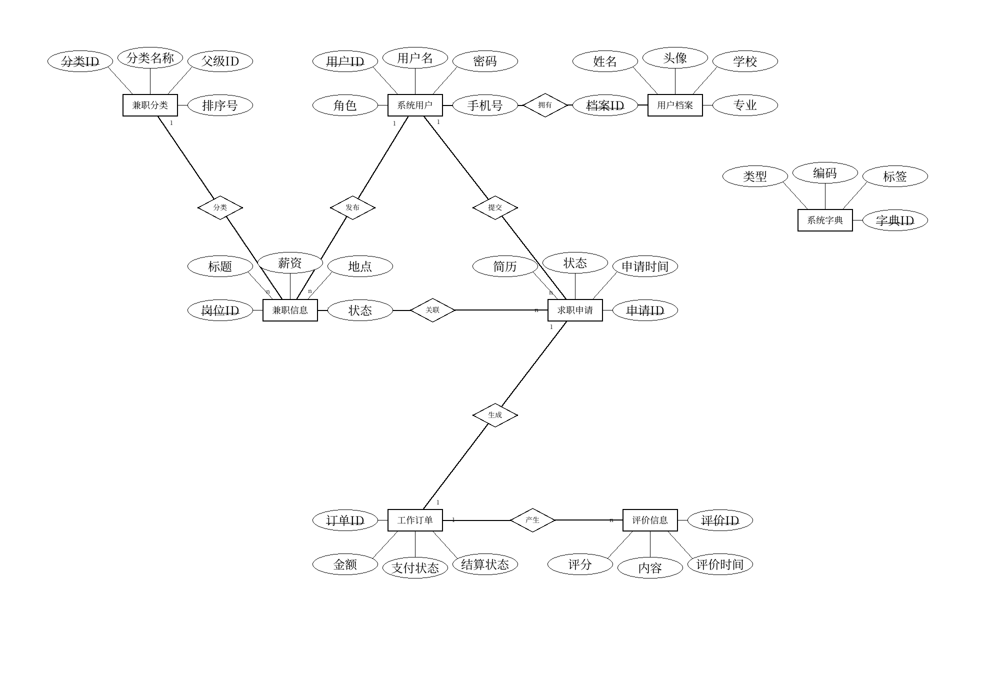 分类ID
分类名称
父级ID
用户ID
用户名
密码
姓名
头像
学校
兼职分类
排序号
角色
系统用户
手机号
拥有
档案ID
用户档案
专业
1
1
1
类型
编码
标签
分类
发布
提交
系统字典
字典ID
标题
薪资
地点
简历
状态
申请时间
n
n
n
岗位ID
兼职信息
状态
关联
n
求职申请
申请ID
1
生成
1
订单ID
工作订单
1
产生
n
评价信息
评价ID
金额
支付状态
结算状态
评分
内容
评价时间